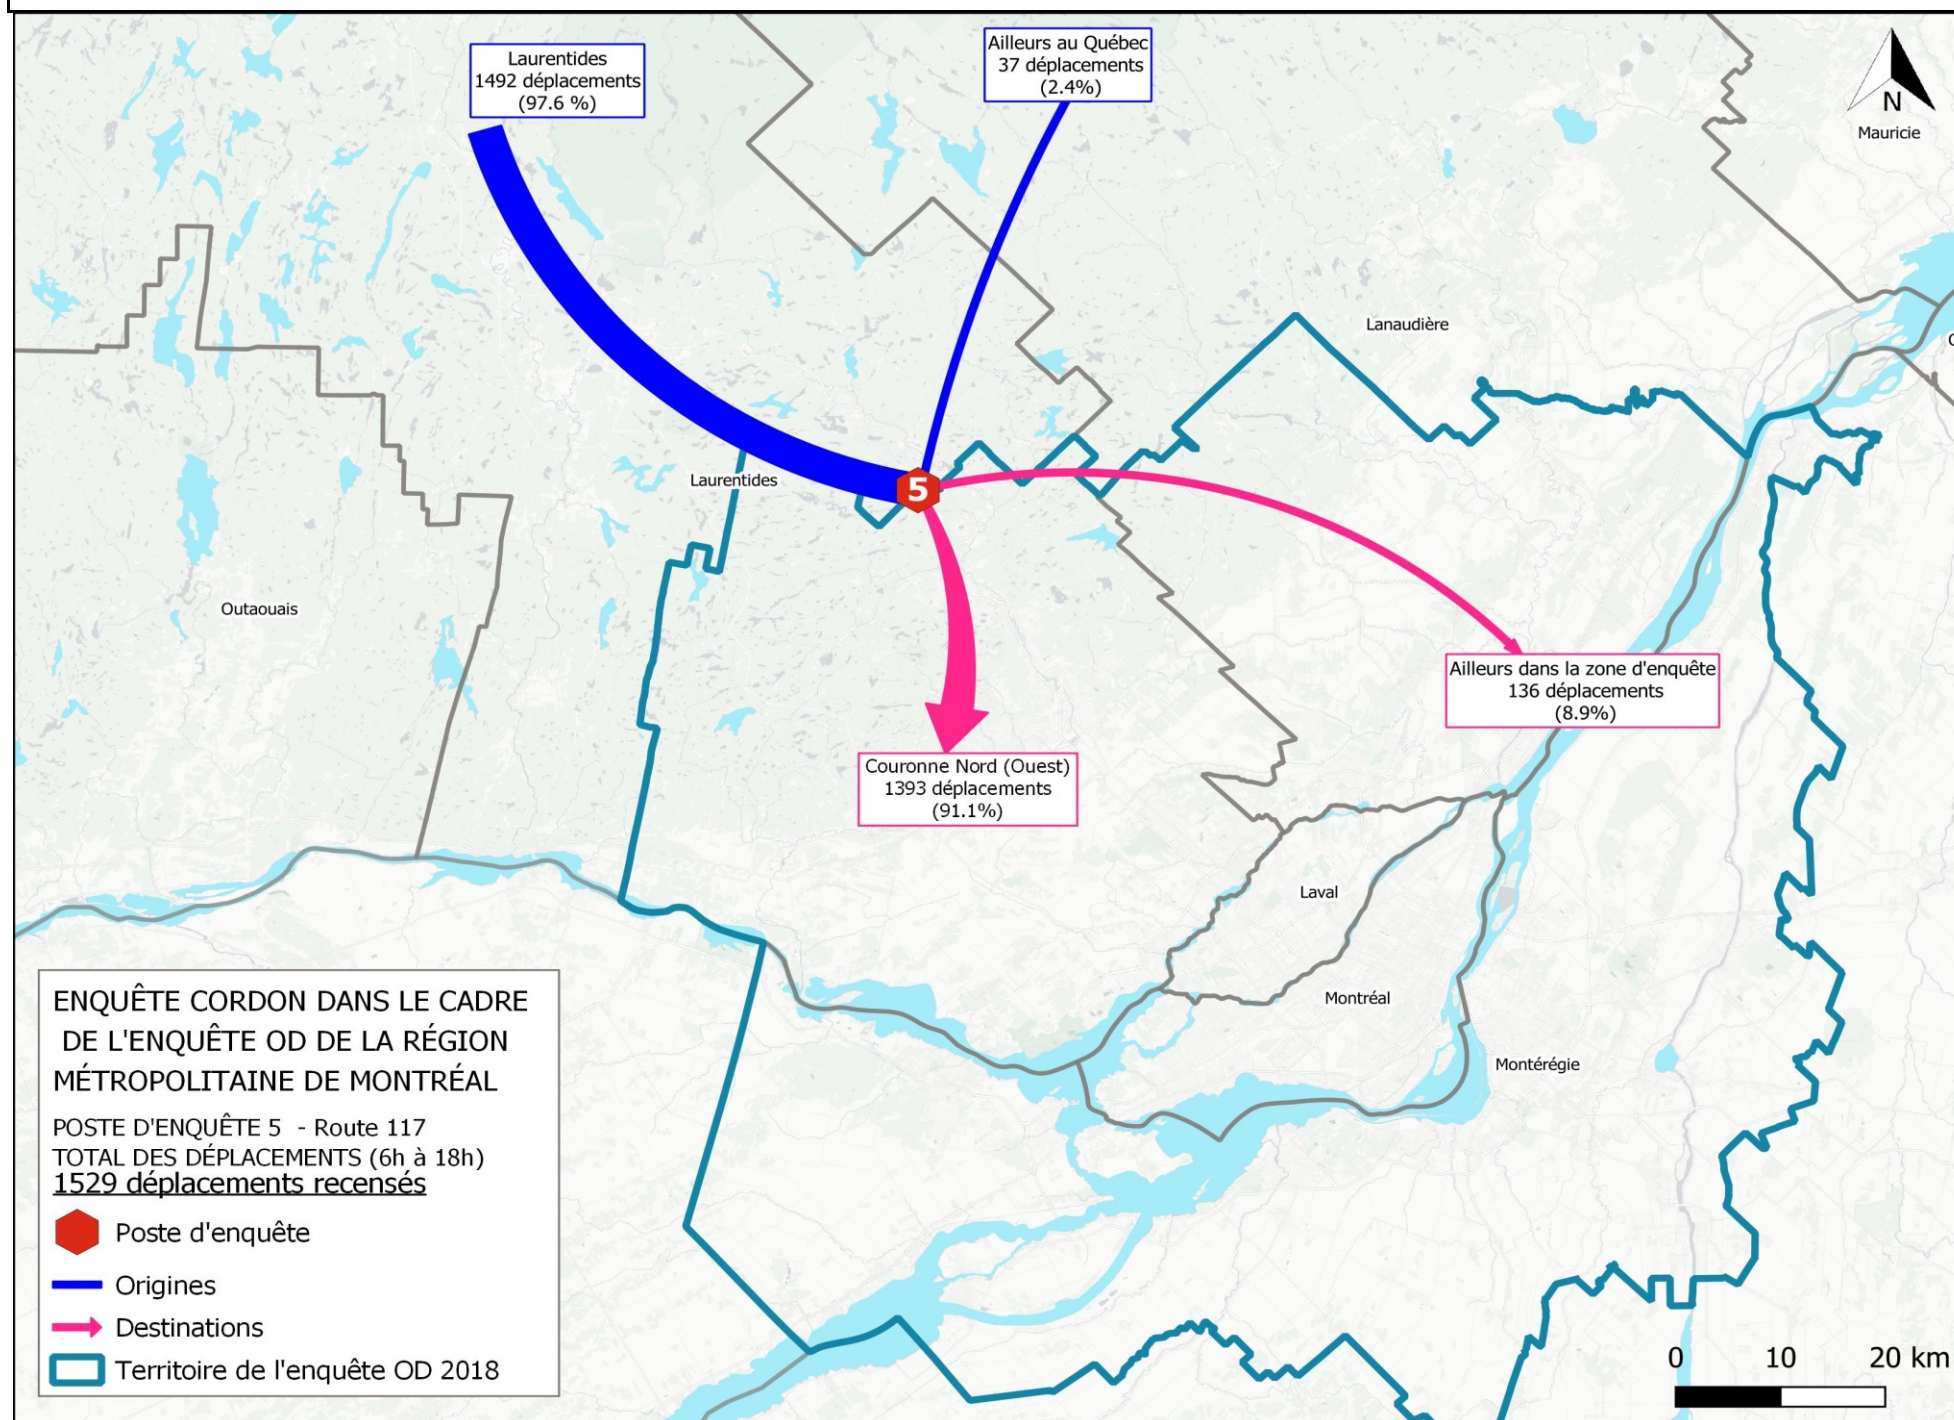 Laurentides
1492 déplacements
(97.6 %)
Ailleurs au Québec
37 déplacements
(2.4%)
N
Mauricie
Lanaudière
Laurentides
5
Outaouais
Ailleurs dans la zone d'enquête
136 déplacements
(8.9%)
Couronne Nord (Ouest)
1393 déplacements
(91.1%)
Laval
Montréal
Montérégie
ENQUÊTE CORDON DANS LE CADRE
DE L'ENQUÊTE OD DE LA RÉGION
MÉTROPOLITAINE DE MONTRÉAL
POSTE D'ENQUÊTE 5 - Route 117
TOTAL DES DÉPLACEMENTS (6h à 18h)
1529 déplacements recensés
Poste d'enquête
Origines
Destinations
Territoire de l'enquête OD 2018
0 10 20 km